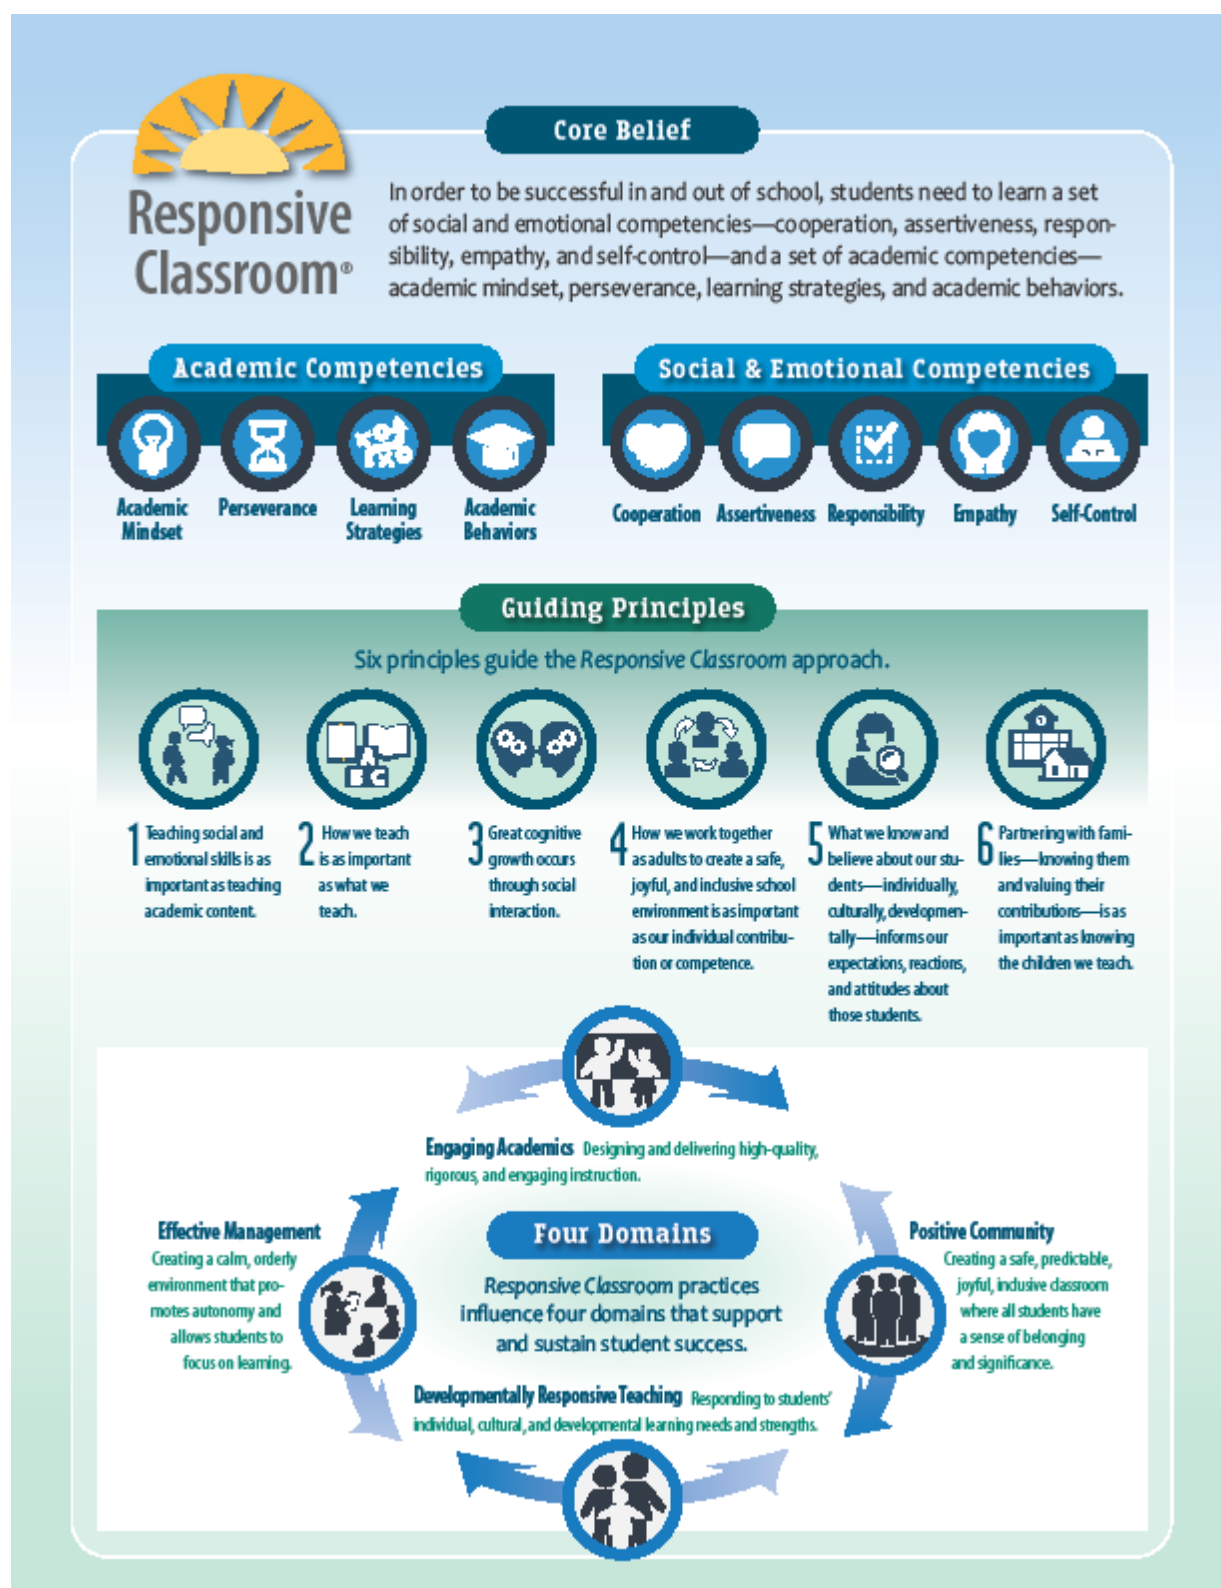 Responsive
Classroom®
Core Belief
In order to be successful in and out of school, students need to learn a set
of social and emotional competencies—cooperation, assertiveness, respon-
sibility, empathy, and self-control—and a set of academic competencies—
academic mindset, perseverance, learning strategies, and academic behaviors.
Academic Competencies
Academic
Mindset
Perseverance
Learning
Strategies
Academic
Behaviors
Social & Emotional Competencies
Cooperation
Assertiveness
Responsibility
Empathy
Self-Control
Guiding Principles
Six principles guide the Responsive Classroom approach.
A
B C
1 Teaching social and
emotional skills is as
important as teaching
academic content.
2 How we teach
is as important
as what we
teach.
3 Great cognitive
growth occurs
through social
interaction.
4 How we work together
as adults to create a safe,
joyful, and inclusive school
environment is as important
as our individual contribu-
tion or competence.
5 What we know and
believe about our stu-
dents—individually,
culturally, developmen-
tally—informs our
expectations, reactions,
and attitudes about
those students.
6 Partnering with fami-
lies—knowing them
and valuing their
contributions—is as
important as knowing
the children we teach.
Engaging Academics Designing and delivering high-quality,
rigorous, and engaging instruction.
Effective Management
Creating a calm, orderly
environment that pro-
motes autonomy and
allows students to
focus on learning.
Four Domains
Responsive Classroom practices
influence four domains that support
and sustain student success.
Positive Community
Creating a safe, predictable,
joyful, inclusive classroom
where all students have
a sense of belonging
and significance.
Developmentally Responsive Teaching Responding to students'
individual, cultural, and developmental learning needs and strengths.